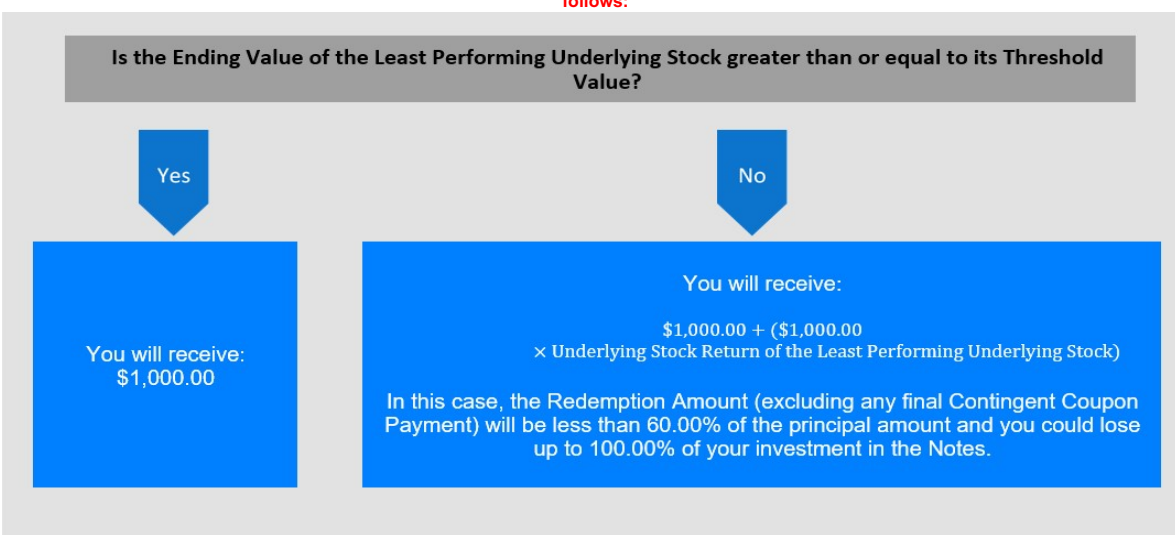 follows:
Is the Ending Value of the Least Performing Underlying Stock greater than or equal to its Threshold
Value?
Yes
No
You will receive:
$1,000.00
You will receive:
$1,000.00 + ($1,000.00
× Underlying Stock Return of the Least Performing Underlying Stock)
In this case, the Redemption Amount (excluding any final Contingent Coupon
Payment) will be less than 60.00% of the principal amount and you could lose
up to 100.00% of your investment in the Notes.